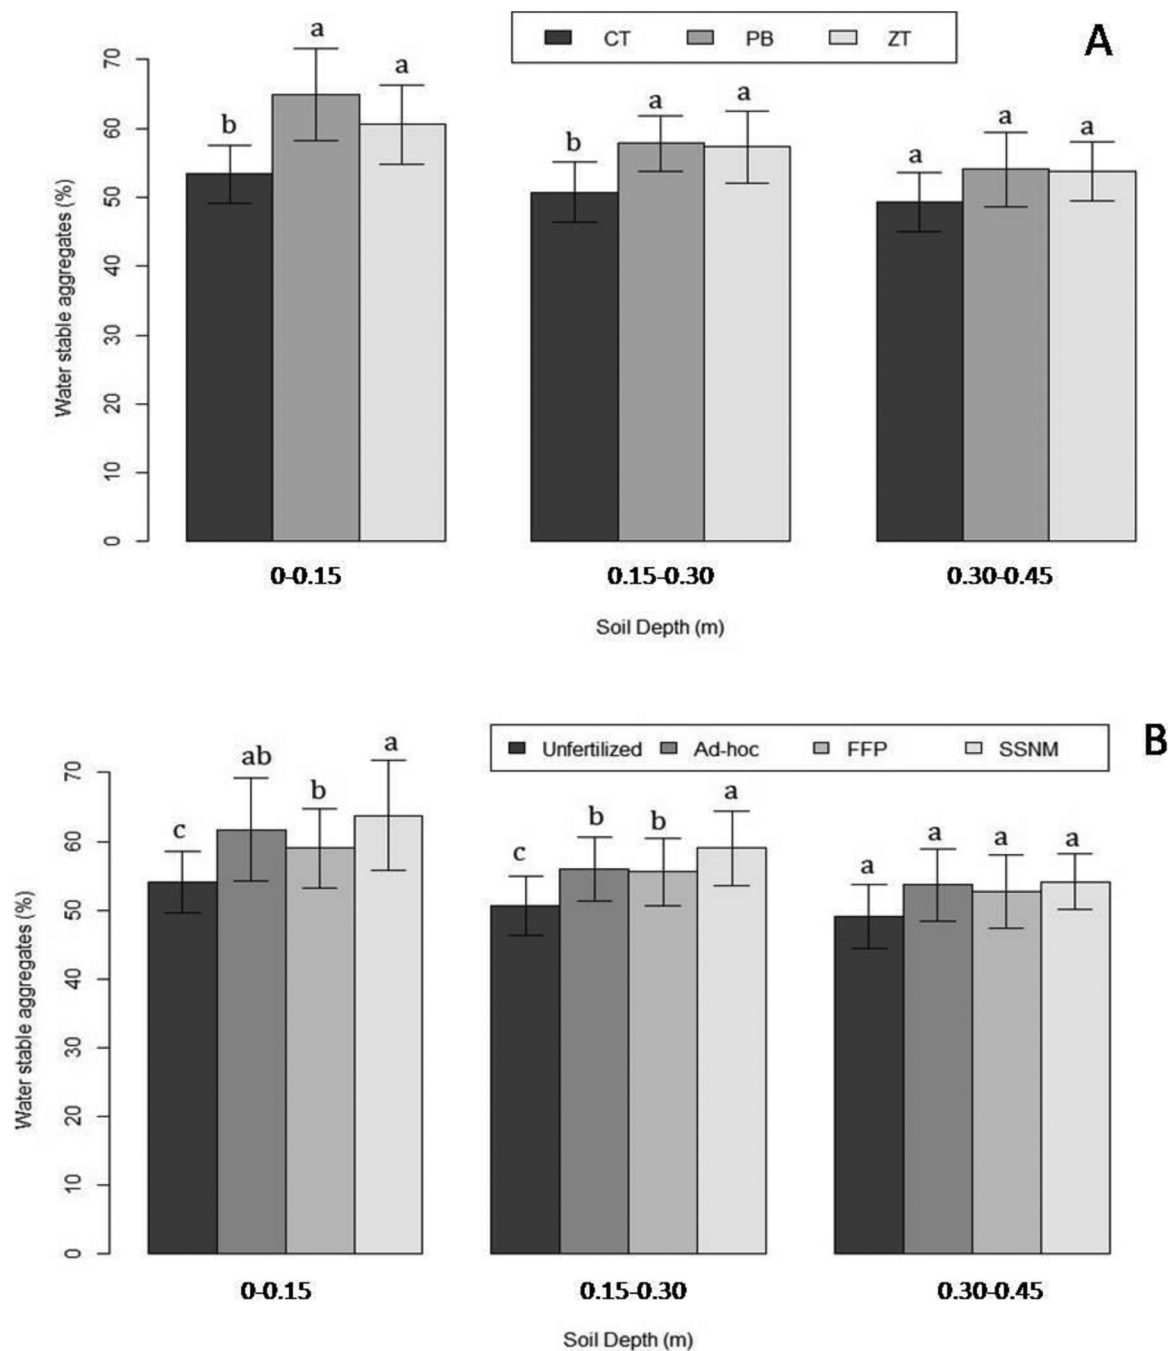 CT PB ZT
A
Water stable aggregates (%)
70
60
50
40
30
20
10
0
b a a
b a a
a a a
0-0.15 0.15-0.30 0.30-0.45
Soil Depth (m)
Unfertilized Ad-hoc FFP SSNM
B
Water stable aggregates (%)
70
60
50
40
30
20
10
0
c ab b a
c b b a
a a a a
0-0.15 0.15-0.30 0.30-0.45
Soil Depth (m)